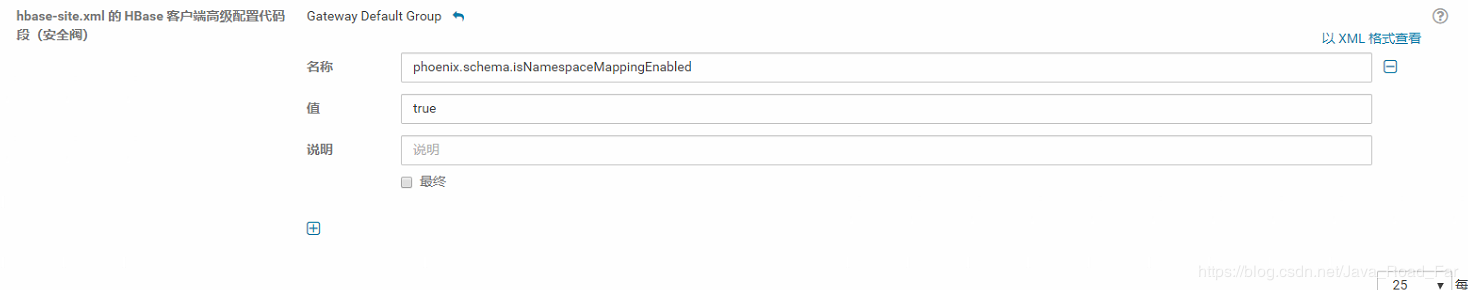 hbase-site.xml 的 HBase 客户端高级配置代码 Gateway Default Group
段（安全阀）
以 XML 格式查看
名称 phoenix.schema.isNamespaceMappingEnabled
值 true
说明 说明
最终
https://blog.csdn.net/Java_Road_Far
25 每